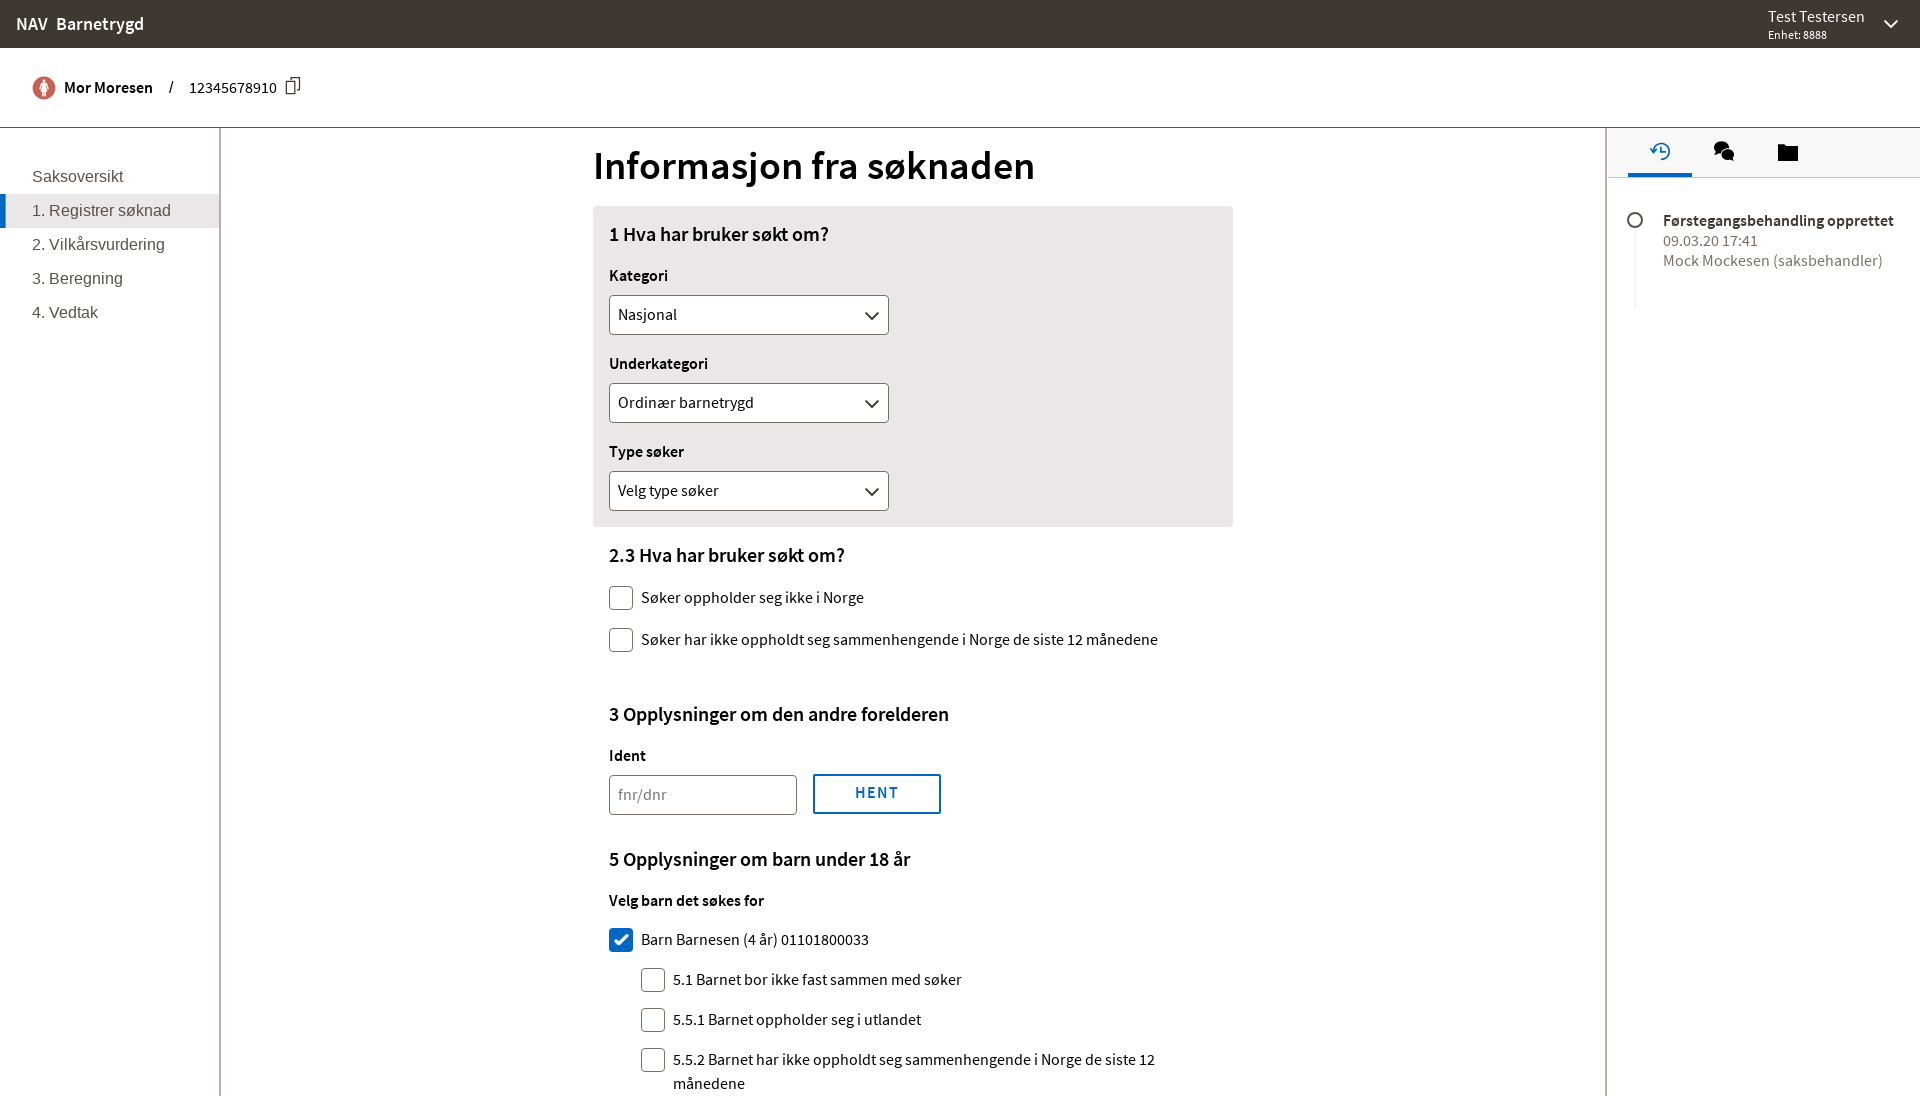 NAV Barnetrygd
Test Testersen
Enhet: 8888
Mor Moresen / 12345678910
Saksoversikt
1. Registrer søknad
2. Vilkårsvurdering
3. Beregning
4. Vedtak
Informasjon fra søknaden
1 Hva har bruker søkt om?
Kategori
Nasjonal
Underkategori
Ordinær barnetrygd
Type søker
Velg type søker
2.3 Hva har bruker søkt om?
Søker oppholder seg ikke i Norge
Søker har ikke oppholdt seg sammenhengende i Norge de siste 12 månedene
3 Opplysninger om den andre forelderen
Ident
fnr/dnr
HENT
5 Opplysninger om barn under 18 år
Velg barn det søkes for
Barn Barnesen (4 år) 01101800033
5.1 Barnet bor ikke fast sammen med søker
5.5.1 Barnet oppholder seg i utlandet
5.5.2 Barnet har ikke oppholdt seg sammenhengende i Norge de siste 12
månedene
Førstegangsbehandling opprettet
09.03.20 17:41
Mock Mockesen (saksbehandler)